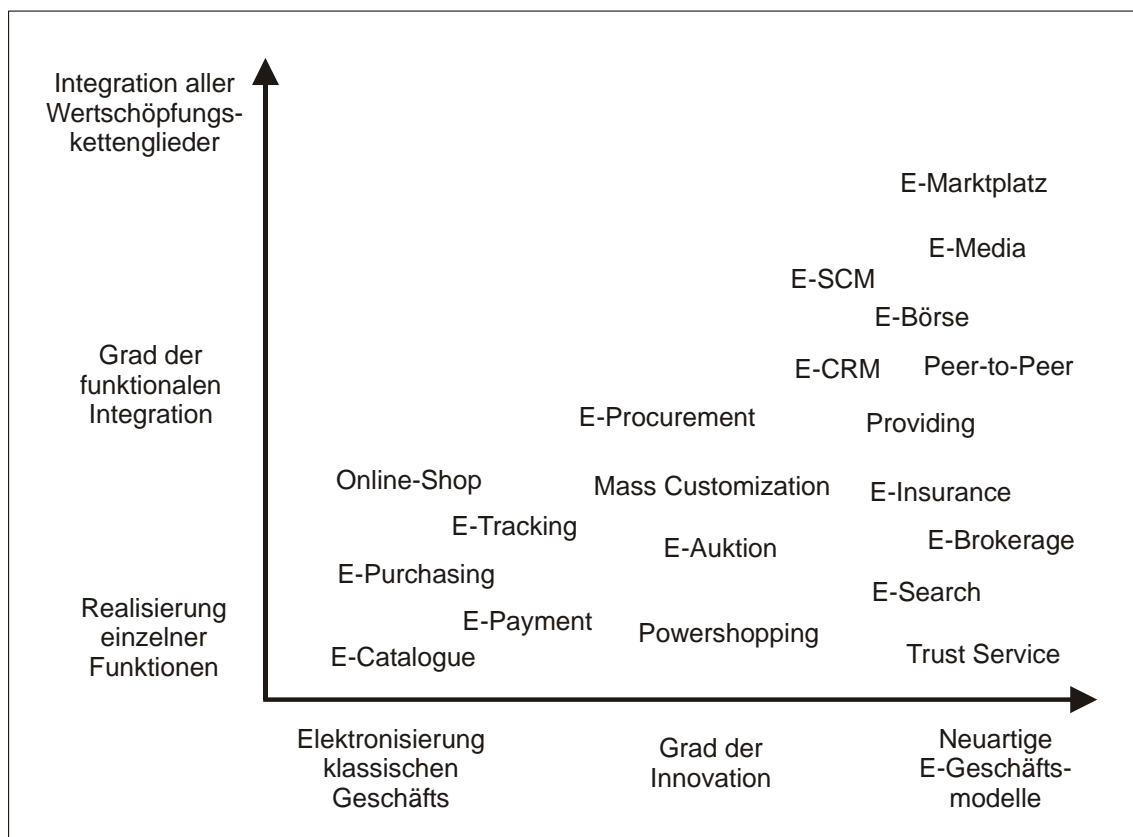 Integration aller
Wertschöpfungs-
kettenglieder
E-Marktplatz
E-Media
E-SCM
E-Börse
Grad der
funktionalen
Integration
E-CRM
Peer-to-Peer
E-Procurement
Providing
Online-Shop
Mass Customization
E-Insurance
E-Tracking
E-Auktion
E-Brokerage
E-Purchasing
E-Search
Realisierung
einzelner
Funktionen
E-Payment
Powershopping
E-Catalogue
Trust Service
Elektronisierung
klassischen
Geschäfts
Grad der
Innovation
Neuartige
E-Geschäfts-
modelle